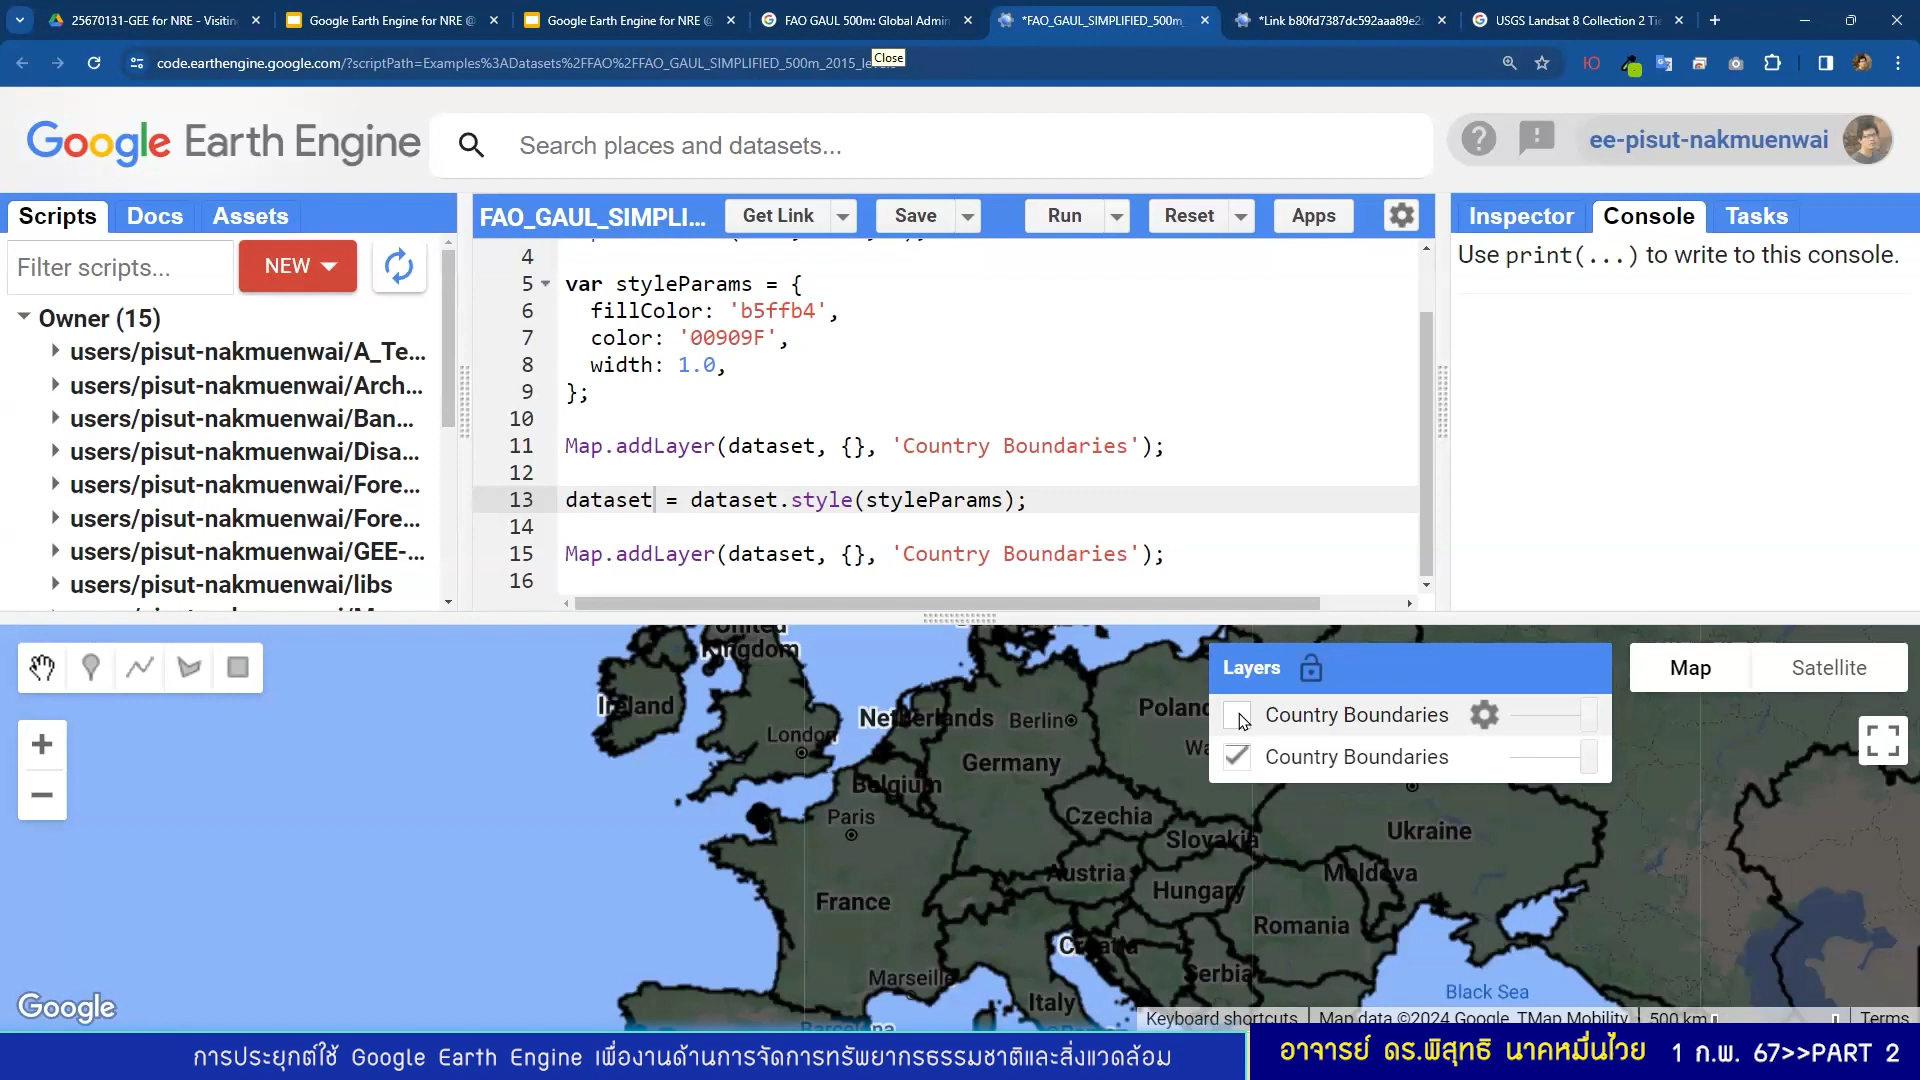 25670131-GEE for NRE - Visitin
Google Earth Engine for NRE @
Google Earth Engine for NRE @
FAO GAUL 500m: Global Admin
*FAO_GAUL_SIMPLIFIED_500m_
*Link b80fd7387dc592aaa89e2
USGS Landsat 8 Collection 2 Tie
code.earthengine.google.com/?scriptPath=Examples%3ADatasets%2FFAO%2FFAO_GAUL_SIMPLIFIED_500m_2015_leve
Close
Google Earth Engine
Search places and datasets...
ee-pisut-nakmuenwai
Scripts
Docs
Assets
FAO_GAUL_SIMPLI...
Get Link
Save
Run
Reset
Apps
Inspector
Console
Tasks
Filter scripts...
NEW
Use print(...) to write to this console.
Owner (15)
users/pisut-nakmuenwai/A_Te...
users/pisut-nakmuenwai/Arch...
users/pisut-nakmuenwai/Ban...
users/pisut-nakmuenwai/Disa...
users/pisut-nakmuenwai/Fore...
users/pisut-nakmuenwai/Fore...
users/pisut-nakmuenwai/GEE-...
users/pisut-nakmuenwai/libs
4
5 var styleParams = {
6 fillColor: 'b5ffb4',
7 color: '00909F',
8 width: 1.0,
9 };
10
11 Map.addLayer(dataset, {}, 'Country Boundaries');
12
13 dataset = dataset.style(styleParams);
14
15 Map.addLayer(dataset, {}, 'Country Boundaries');
16
Layers
Country Boundaries
Country Boundaries
Map
Satellite
United
Kingdom
Ireland
London
Netherlands
Berlin
Poland
Belgium
Germany
Paris
Czechia
Slovakia
Ukraine
Austria
Hungary
Moldova
France
Romania
Croatia
Serbia
Marseille
Italy
Black Sea
Barcelona
Google
Keyboard shortcuts
Map data ©2024 Google, TMap Mobility
500 km
Terms
การประยุกต์ใช้ Google Earth Engine เพื่องานด้านการจัดการทรัพยากรธรรมชาติและสิ่งแวดล้อม
อาจารย์ ดร.พิสุทธิ นาคหมื่นไวย
1 ก.พ. 67>>PART 2